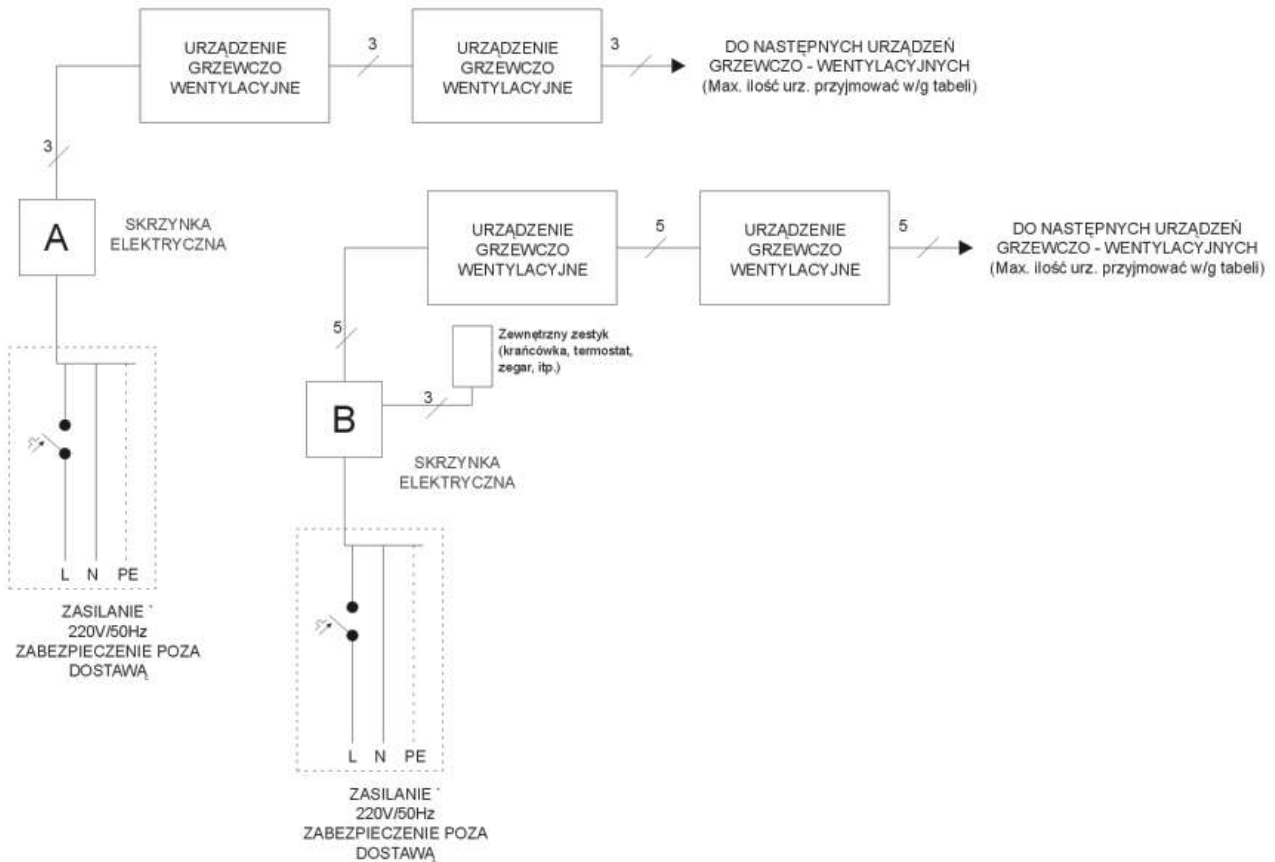 URZĄDZENIE
GRZEWCZO
WENTYLACYJNE
3
URZĄDZENIE
GRZEWCZO
WENTYLACYJNE
3
DO NASTĘPNYCH URZĄDZEŃ
GRZEWCZO - WENTYLACYJNYCH
(Max. ilość urz. przyjmować w/g tabeli)
3
A
SKRZYNKA
ELEKTRYCZNA
URZĄDZENIE
GRZEWCZO
WENTYLACYJNE
5
URZĄDZENIE
GRZEWCZO
WENTYLACYJNE
5
DO NASTĘPNYCH URZĄDZEŃ
GRZEWCZO - WENTYLACYJNYCH
(Max. ilość urz. przyjmować w/g tabeli)
5
Zewnętrzny zestyk
(krańcówka, termostat,
zegar, itp.)
3
B
SKRZYNKA
ELEKTRYCZNA
L N PE
ZASILANIE *
220V/50Hz
ZABEZPIECZENIE POZA
DOSTAWĄ
L N PE
ZASILANIE *
220V/50Hz
ZABEZPIECZENIE POZA
DOSTAWĄ